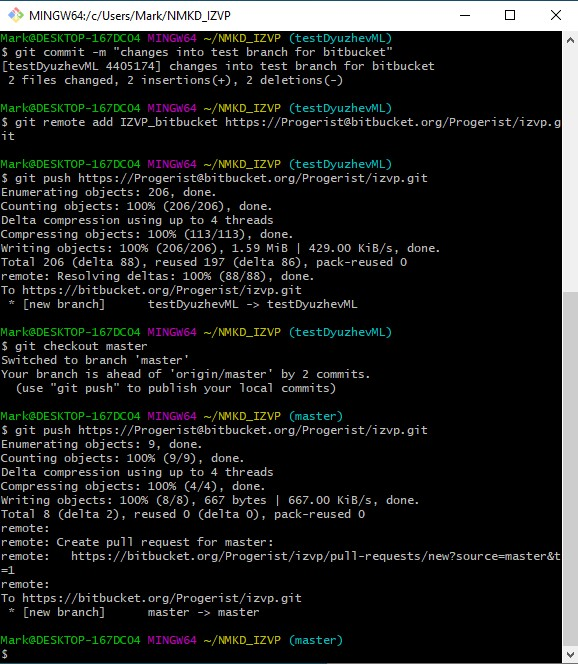 MINGW64:/c/Users/Mark/NMKD_IZVP
Mark@DESKTOP-167DCO4 MINGW64 ~/NMKD_IZVP (testDyuzhevML)
$ git commit -m "changes into test branch for bitbucket"
[testDyuzhevML 4405174] changes into test branch for bitbucket
 2 files changed, 2 insertions(+), 2 deletions(-)
Mark@DESKTOP-167DCO4 MINGW64 ~/NMKD_IZVP (testDyuzhevML)
$ git remote add IZVP_bitbucket https://Progerist@bitbucket.org/Progerist/izvp.g
it
Mark@DESKTOP-167DCO4 MINGW64 ~/NMKD_IZVP (testDyuzhevML)
$ git push https://Progerist@bitbucket.org/Progerist/izvp.git
Enumerating objects: 206, done.
Counting objects: 100% (206/206), done.
Delta compression using up to 4 threads
Compressing objects: 100% (113/113), done.
Writing objects: 100% (206/206), 1.59 MiB | 429.00 KiB/s, done.
Total 206 (delta 88), reused 197 (delta 86), pack-reused 0
remote: Resolving deltas: 100% (88/88), done.
To https://bitbucket.org/Progerist/izvp.git
 * [new branch]      testDyuzhevML -> testDyuzhevML
Mark@DESKTOP-167DCO4 MINGW64 ~/NMKD_IZVP (testDyuzhevML)
$ git checkout master
Switched to branch 'master'
Your branch is ahead of 'origin/master' by 2 commits.
  (use "git push" to publish your local commits)
Mark@DESKTOP-167DCO4 MINGW64 ~/NMKD_IZVP (master)
$ git push https://Progerist@bitbucket.org/Progerist/izvp.git
Enumerating objects: 9, done.
Counting objects: 100% (9/9), done.
Delta compression using up to 4 threads
Compressing objects: 100% (4/4), done.
Writing objects: 100% (8/8), 667 bytes | 667.00 KiB/s, done.
Total 8 (delta 2), reused 0 (delta 0), pack-reused 0
remote:
remote: Create pull request for master:
remote:   https://bitbucket.org/Progerist/izvp/pull-requests/new?source=master&t
=1
remote:
To https://bitbucket.org/Progerist/izvp.git
 * [new branch]      master -> master
Mark@DESKTOP-167DCO4 MINGW64 ~/NMKD_IZVP (master)
$